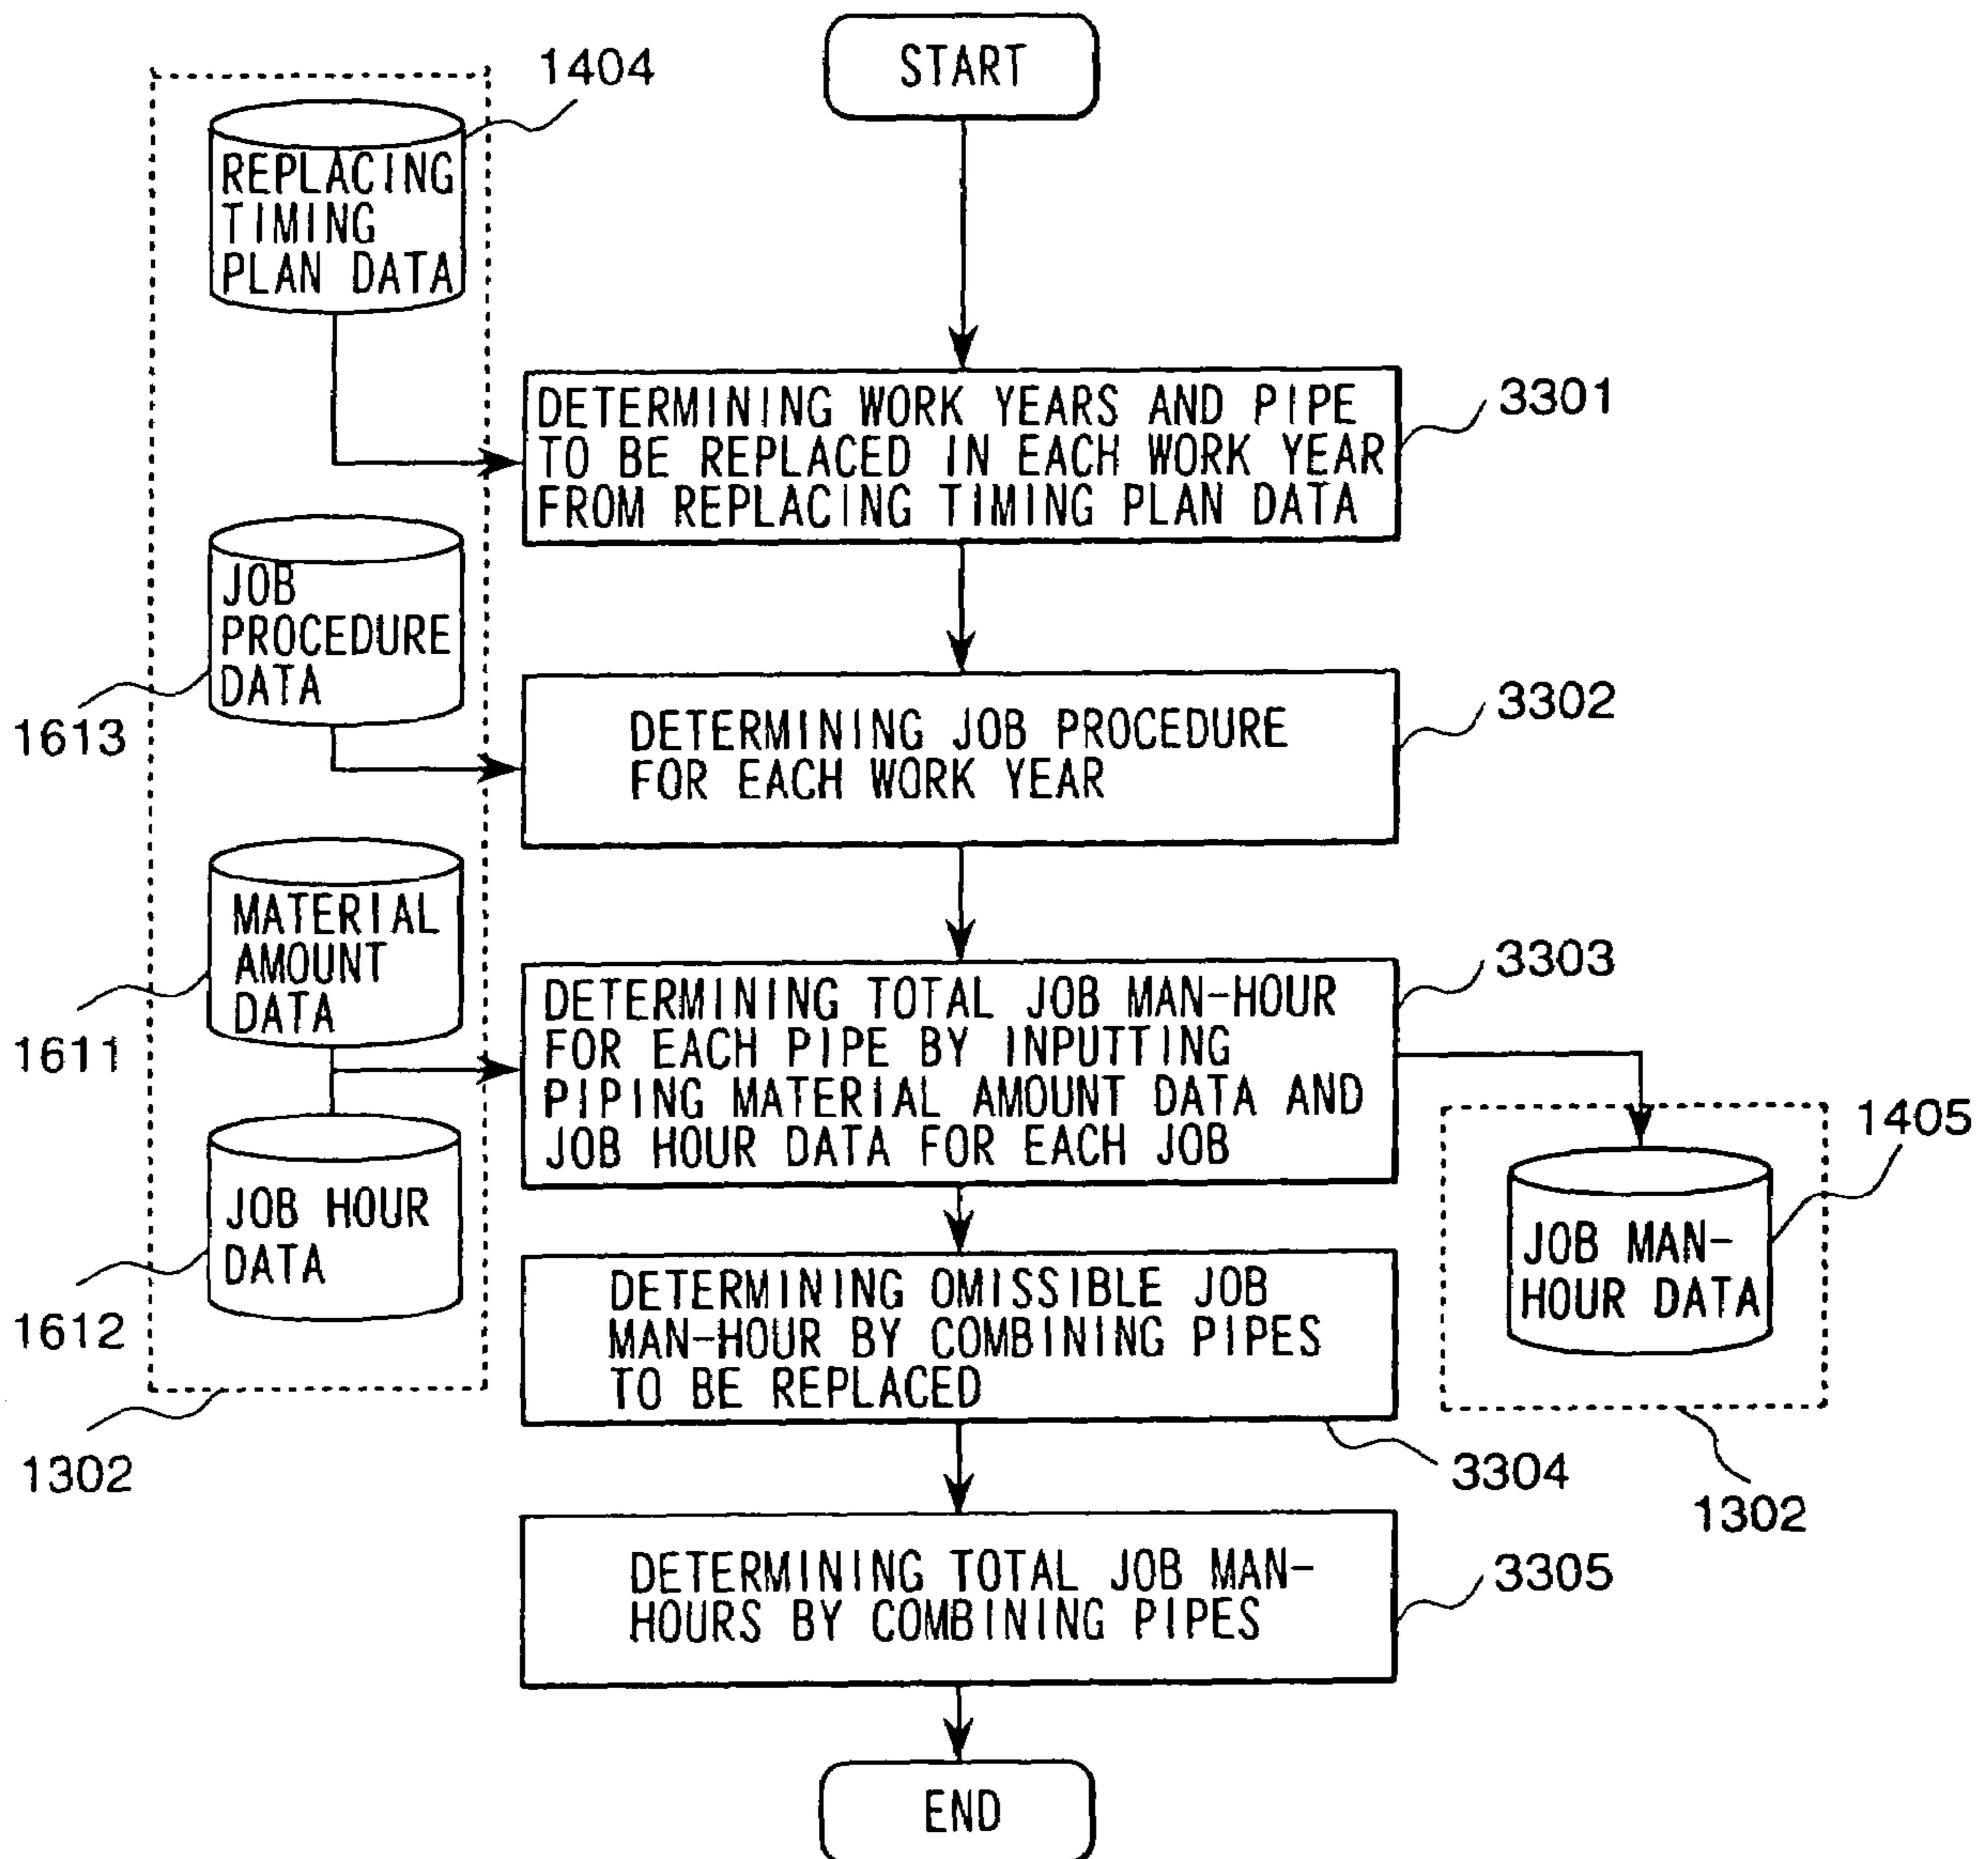 START
1404
REPLACING
TIMING
PLAN DATA
DETERMINING WORK YEARS AND PIPE
TO BE REPLACED IN EACH WORK YEAR
FROM REPLACING TIMING PLAN DATA
3301
JOB
PROCEDURE
DATA
1613
DETERMINING JOB PROCEDURE
FOR EACH WORK YEAR
3302
MATERIAL
AMOUNT
DATA
1611
DETERMINING TOTAL JOB MAN-HOUR
FOR EACH PIPE BY INPUTTING
PIPING MATERIAL AMOUNT DATA AND
JOB HOUR DATA FOR EACH JOB
3303
JOB HOUR
DATA
1612
1405
JOB MAN-
HOUR DATA
1302
DETERMINING OMISSIBLE JOB
MAN-HOUR BY COMBINING PIPES
TO BE REPLACED
3304
1302
DETERMINING TOTAL JOB MAN-
HOURS BY COMBINING PIPES
3305
END